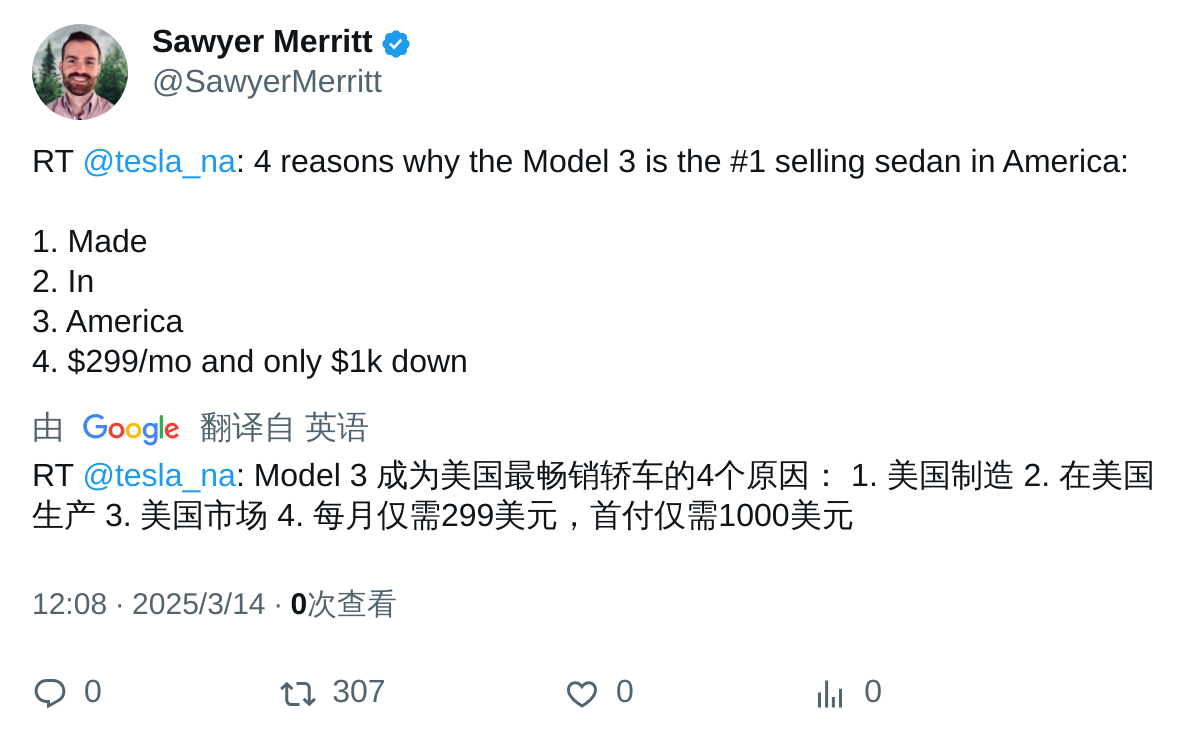 Sawyer Merritt
@SawyerMerritt
RT @tesla_na: 4 reasons why the Model 3 is the #1 selling sedan in America:
1. Made
2. In
3. America
4. $299/mo and only $1k down
由 Google 翻译自 英语
RT @tesla_na: Model 3 成为美国最畅销轿车的4个原因： 1. 美国制造 2. 在美国
生产 3. 美国市场 4. 每月仅需299美元，首付仅需1000美元
12:08 · 2025/3/14 · 0次查看
0 307 0 0